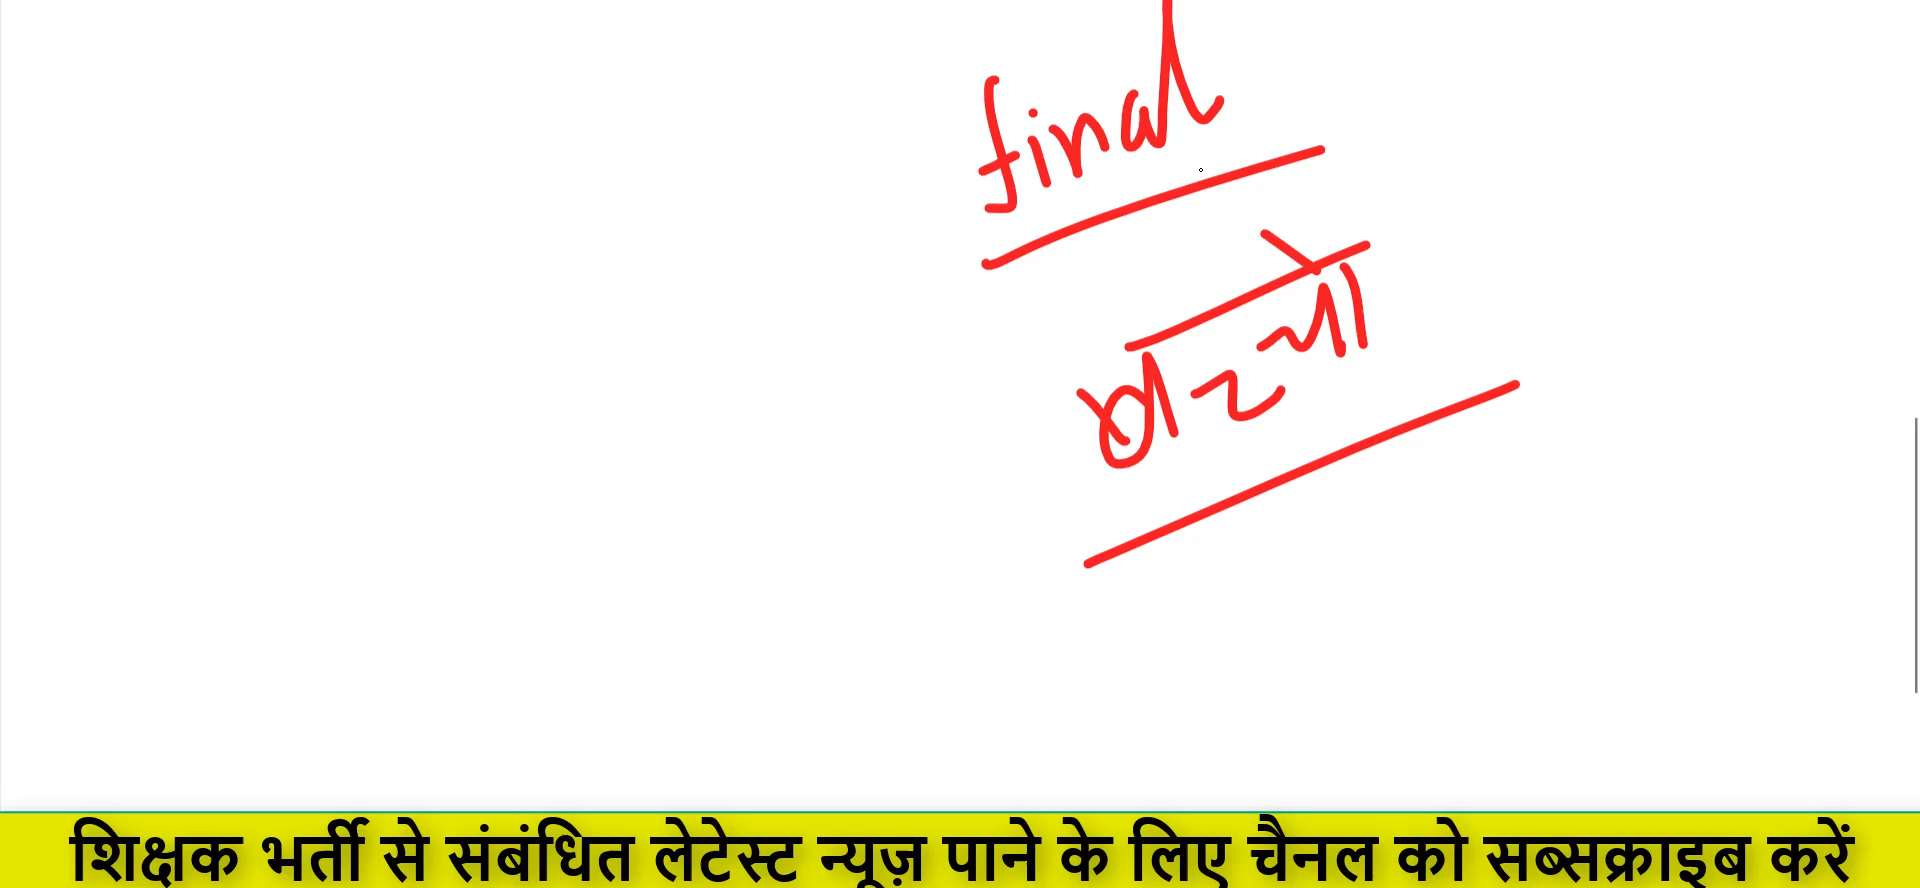 final
शिक्षक भर्ती से संबंधित लेटेस्ट न्यूज़ पाने के लिए चैनल को सब्सक्राइब करें